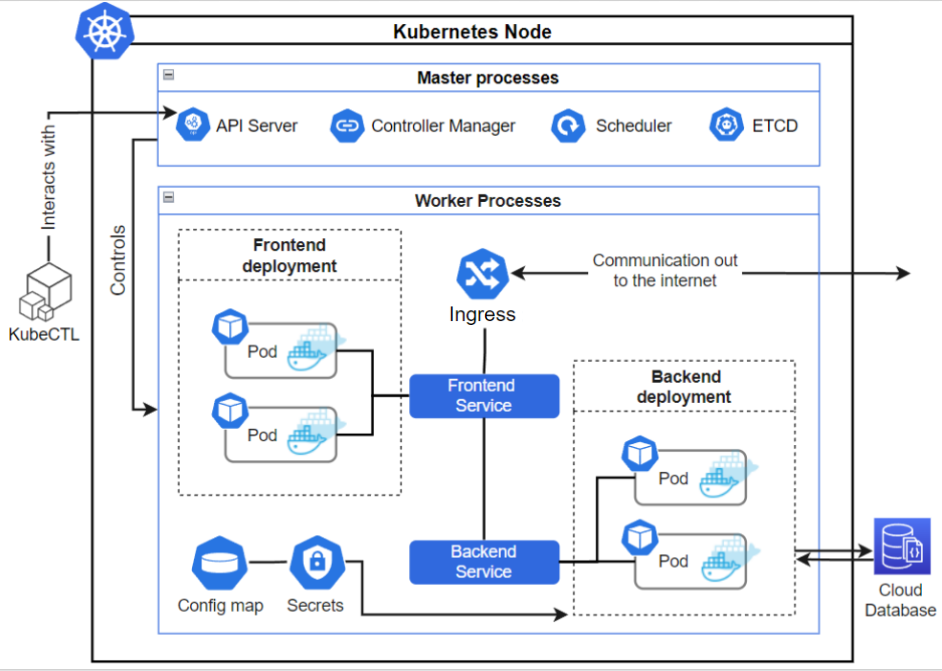 Kubernetes Node
Master processes
API Server
Controller Manager
Scheduler
ETCD
Interacts with
Controls
KubeCTL
Worker Processes
Frontend
deployment
Pod
Pod
Ingress
Communication out
to the internet
Frontend
Service
Backend
deployment
Pod
Pod
Backend
Service
Config map
Secrets
Cloud
Database